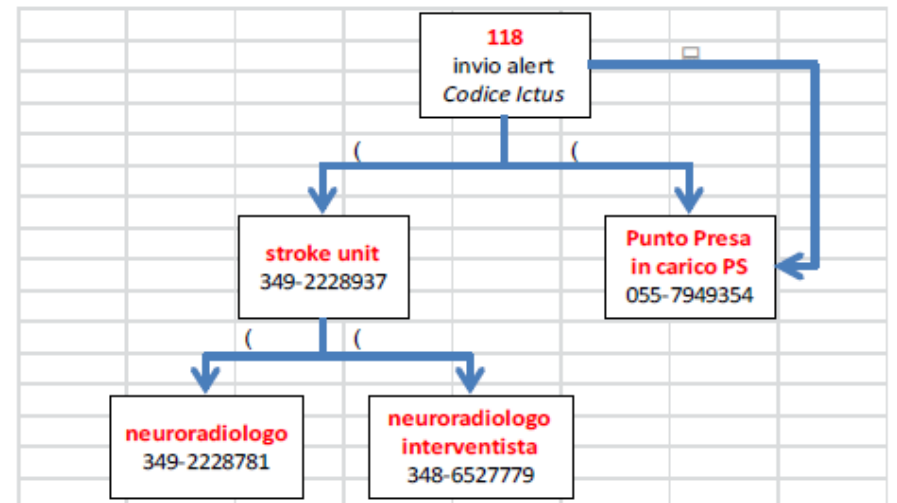 118
invio alert
Codice Ictus
(
(
stroke unit
349-2228937
Punto Presa
in carico PS
055-7949354
(
(
neuroradiologo
349-2228781
neuroradiologo
interventista
348-6527779